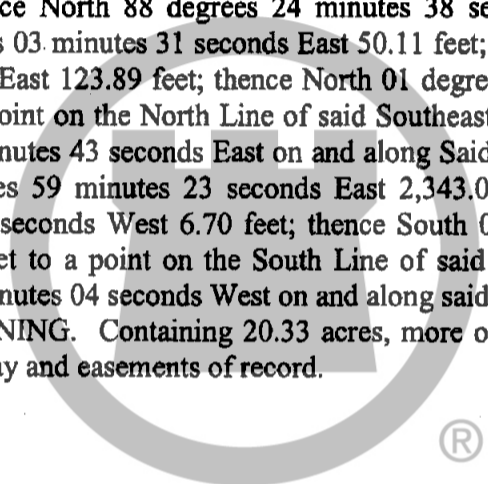 ce North 88 degrees 24 minutes 38 se
03 minutes 31 seconds East 50.11 feet;
East 123.89 feet; thence North 01 degre
oint on the North Line of said Southeast
nutes 43 seconds East on and along Said
es 59 minutes 23 seconds East 2,343.0
seconds West 6.70 feet; thence South 0
et to a point on the South Line of said
nutes 04 seconds West on and along said
NING. Containing 20.33 acres, more o
y and easements of record.
®